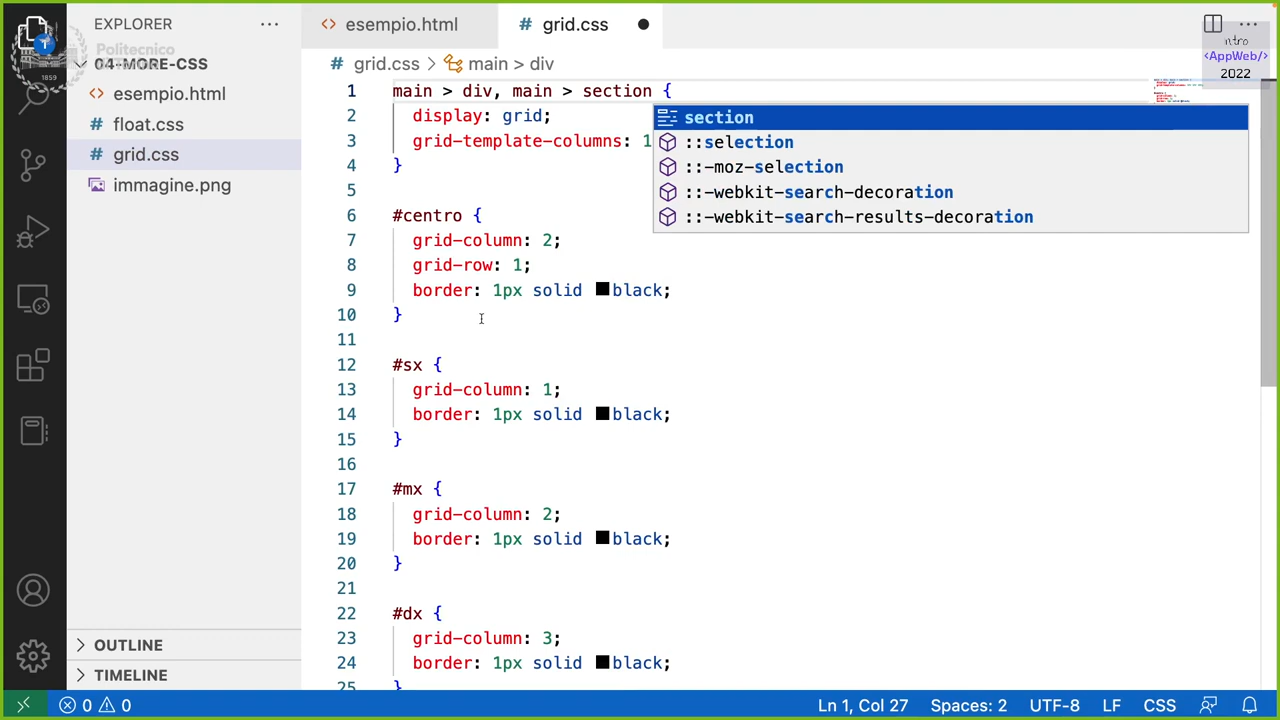 EXPLORER ···
esempio.html
grid.css
···
Politecnico
1859
ntro
<AppWeb/>
2022
04-MORE-CSS
esempio.html
float.css
grid.css
immagine.png
OUTLINE
TIMELINE
# grid.css > main > div
1 main > div, main > section {
2 display: grid;
3 grid-template-columns: 1
4 }
5
6 #centro {
7 grid-column: 2;
8 grid-row: 1;
9 border: 1px solid black;
10 }
11
12 #sx {
13 grid-column: 1;
14 border: 1px solid black;
15 }
16
17 #mx {
18 grid-column: 2;
19 border: 1px solid black;
20 }
21
22 #dx {
23 grid-column: 3;
24 border: 1px solid black;
25 }
section
::selection
::-moz-selection
::-webkit-search-decoration
::-webkit-search-results-decoration
0 0
Ln 1, Col 27 Spaces: 2 UTF-8 LF CSS